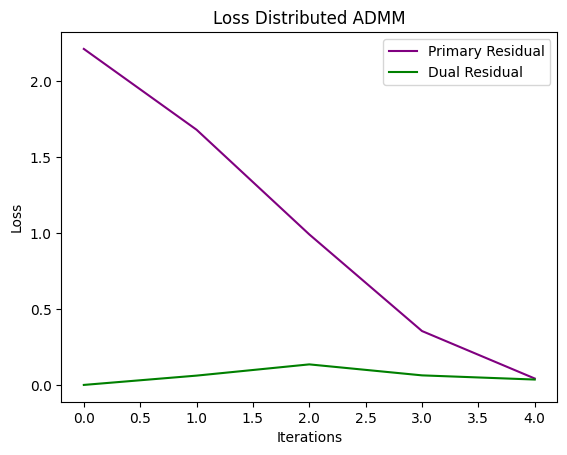 Loss Distributed ADMM
Primary Residual
Dual Residual
Loss
2.0
1.5
1.0
0.5
0.0
0.0 0.5 1.0 1.5 2.0 2.5 3.0 3.5 4.0
Iterations